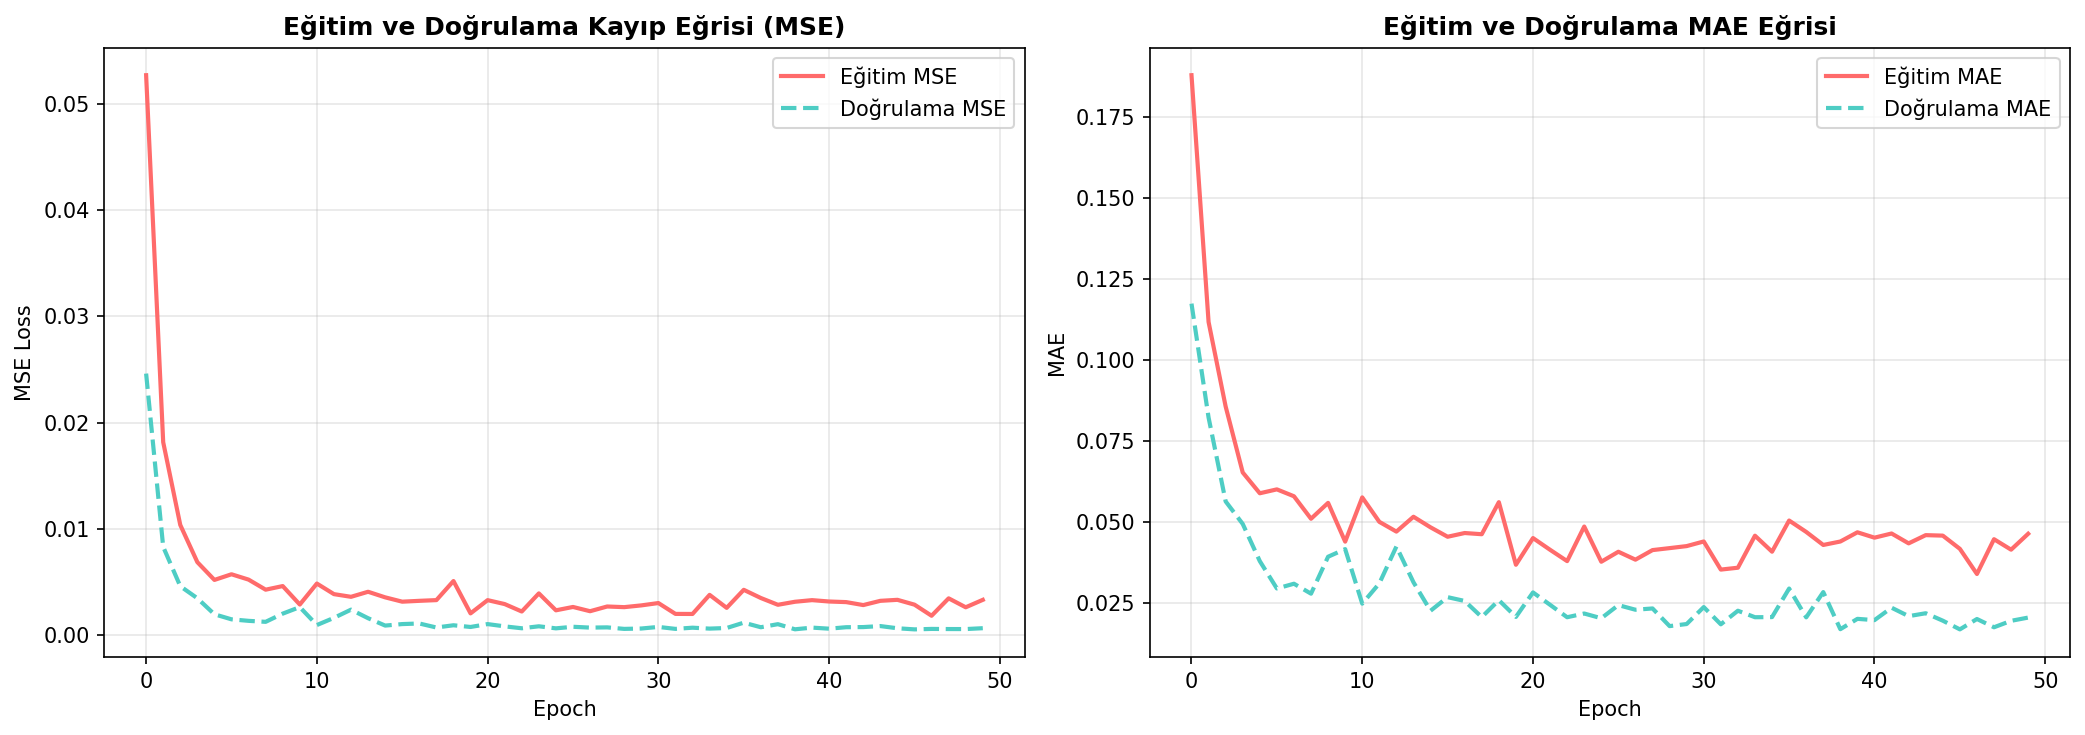 Eğitim ve Doğrulama Kayıp Eğrisi (MSE)
Eğitim MSE
Doğrulama MSE
0.05
0.04
0.03
0.02
0.01
0.00
MSE Loss
0 10 20 30 40 50
Epoch
Eğitim ve Doğrulama MAE Eğrisi
Eğitim MAE
Doğrulama MAE
0.175
0.150
0.125
0.100
0.075
0.050
0.025
MAE
0 10 20 30 40 50
Epoch